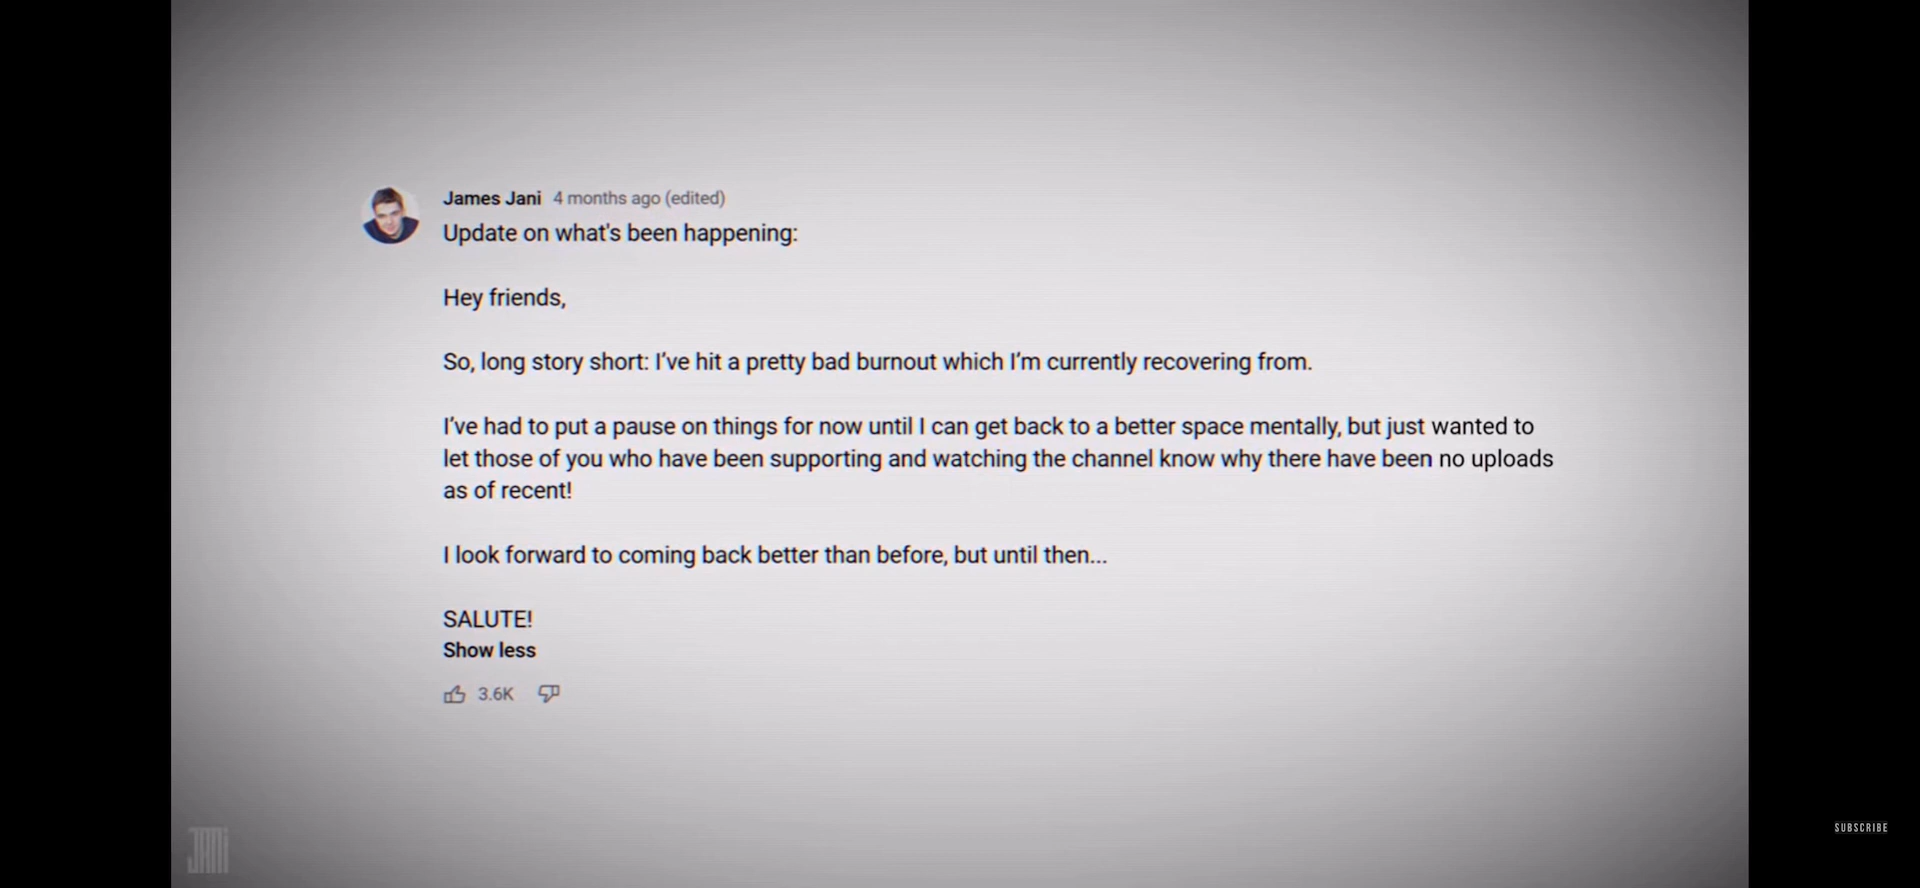 James Jani 4 months ago (edited)
Update on what's been happening:
Hey friends,
So, long story short: I've hit a pretty bad burnout which I'm currently recovering from.
I've had to put a pause on things for now until I can get back to a better space mentally, but just wanted to
let those of you who have been supporting and watching the channel know why there have been no uploads
as of recent!
I look forward to coming back better than before, but until then...
SALUTE!
Show less
3.6K
JANI
SUBSCRIBE